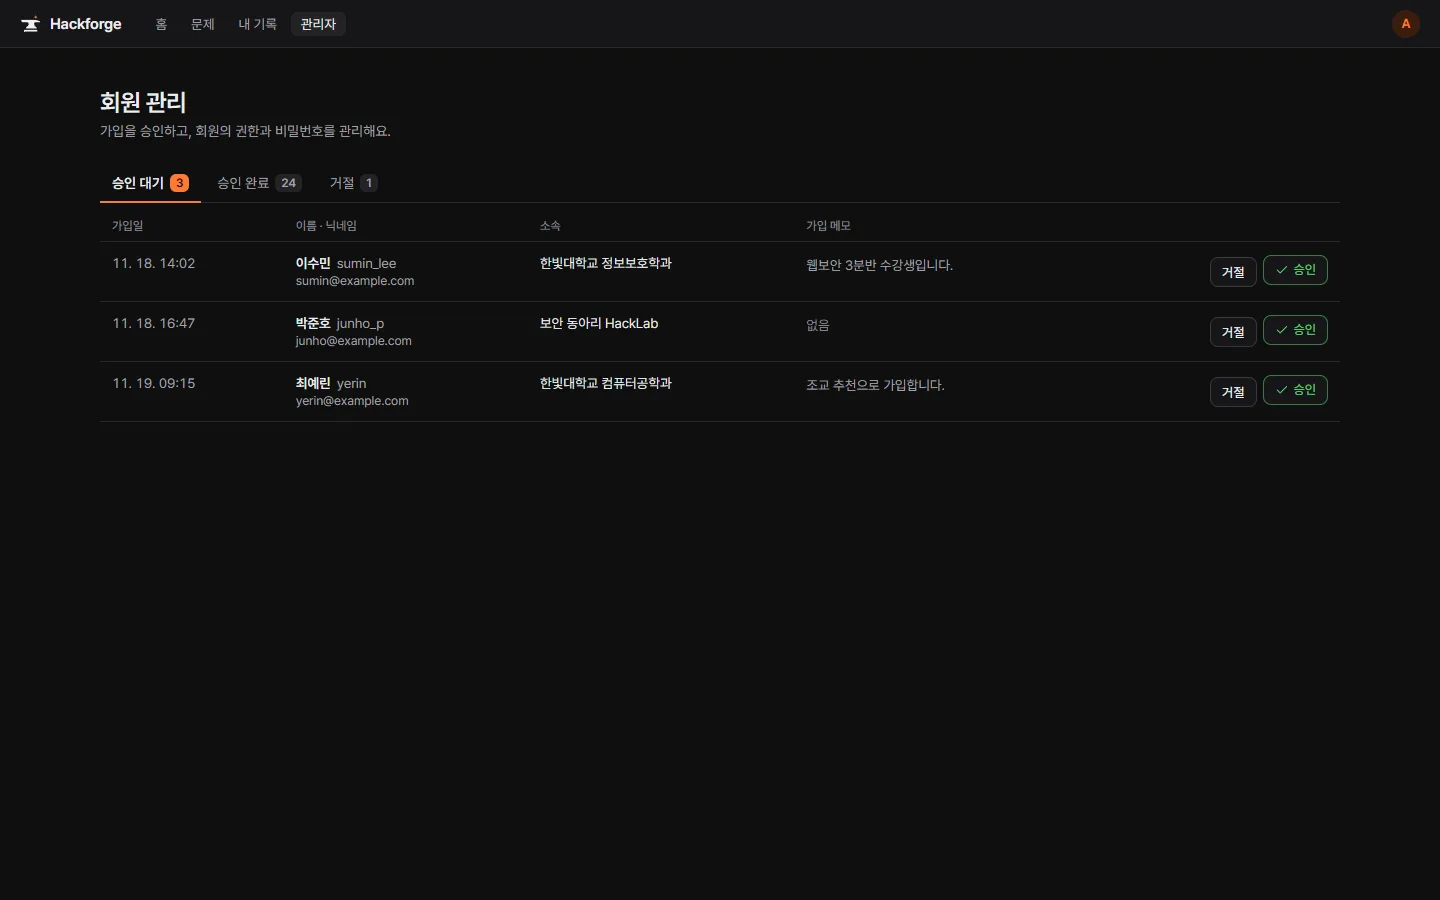 Hackforge 홈 문제 내 기록 관리자 A
회원 관리
가입을 승인하고, 회원의 권한과 비밀번호를 관리해요.
승인 대기 3 승인 완료 24 거절 1
가입일 이름 · 닉네임 소속 가입 메모
11. 18. 14:02 이수민 sumin_lee 한빛대학교 정보보호학과 웹보안 3분반 수강생입니다. 거절 승인
sumin@example.com
11. 18. 16:47 박준호 junho_p 보안 동아리 HackLab 없음 거절 승인
junho@example.com
11. 19. 09:15 최예린 yerin 한빛대학교 컴퓨터공학과 조교 추천으로 가입합니다. 거절 승인
yerin@example.com